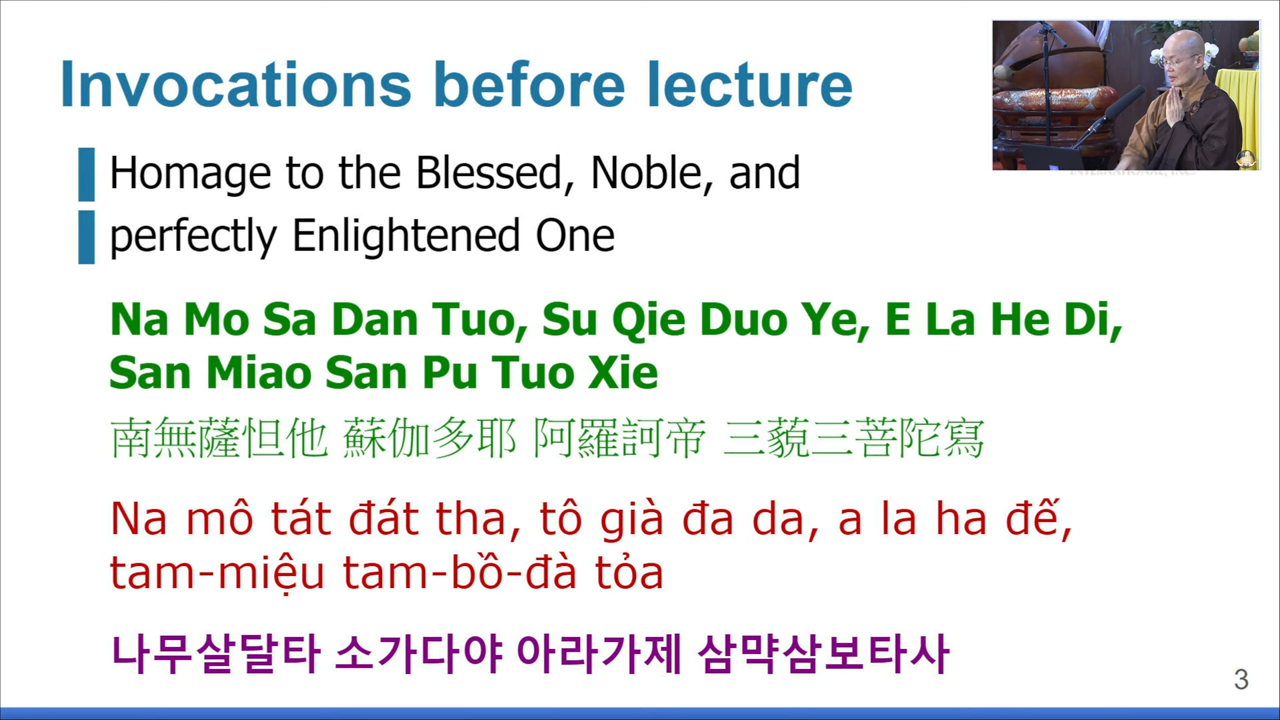 Invocations before lecture
Homage to the Blessed, Noble, and
perfectly Enlightened One
Na Mo Sa Dan Tuo, Su Qie Duo Ye, E La He Di,
San Miao San Pu Tuo Xie
南無薩怛他 蘇伽多耶 阿羅訶帝 三藐三菩陀寫
Na mô tát đát tha, tô già đa da, a la ha đế,
tam-miệu tam-bồ-đà tỏa
나무살달타 소가다야 아라가제 삼먁삼보타사
3